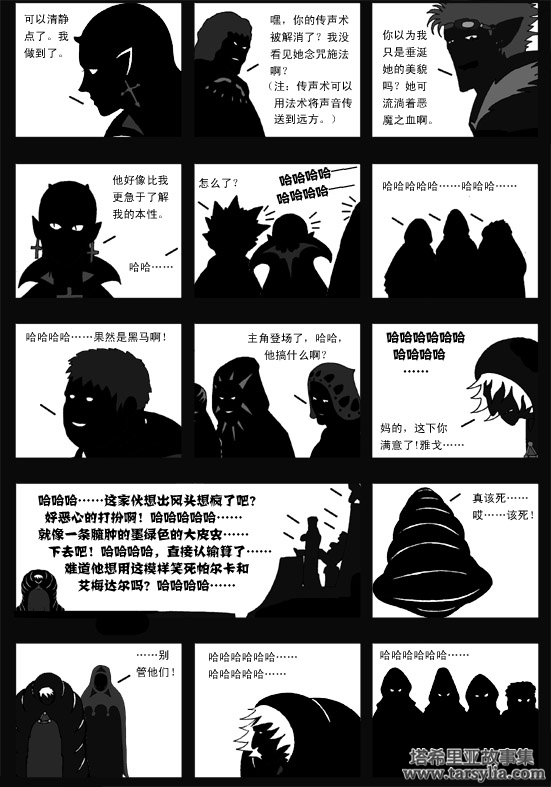 可以清静
点了。我
做到了。
嘿，你的传声术
被解消了？我没
看见她念咒施法
啊？
（注：传声术可以
用法术将声音传
送到远方。）
你以为我
只是垂涎
她的美貌
吗？她可
流淌着恶
魔之血啊。
他好像比我
更急于了解
我的本性。
哈哈……
怎么了？
哈哈哈哈……
哈哈哈哈……
哈哈哈哈哈……哈哈哈……
哈哈哈哈……果然是黑马啊！
主角登场了，哈哈，
他搞什么啊？
哈哈哈哈哈哈
哈哈哈哈
……
妈的，这下你
满意了！雅戈……
哈哈哈……这家伙想出风头想疯了吧？
好恶心的打扮啊！哈哈哈哈哈……
就像一条臃肿的墨绿色的大皮虫……
下去吧！哈哈哈哈，直接认输算了……
难道他想用这模样笑死帕尔卡和
艾梅达尔吗？哈哈哈哈……
真该死……
哎……该死！
……别
管他们！
哈哈哈哈哈哈……
哈哈哈哈哈哈……
哈哈哈哈哈哈……
塔希里亚故事集
www.tarsylia.com